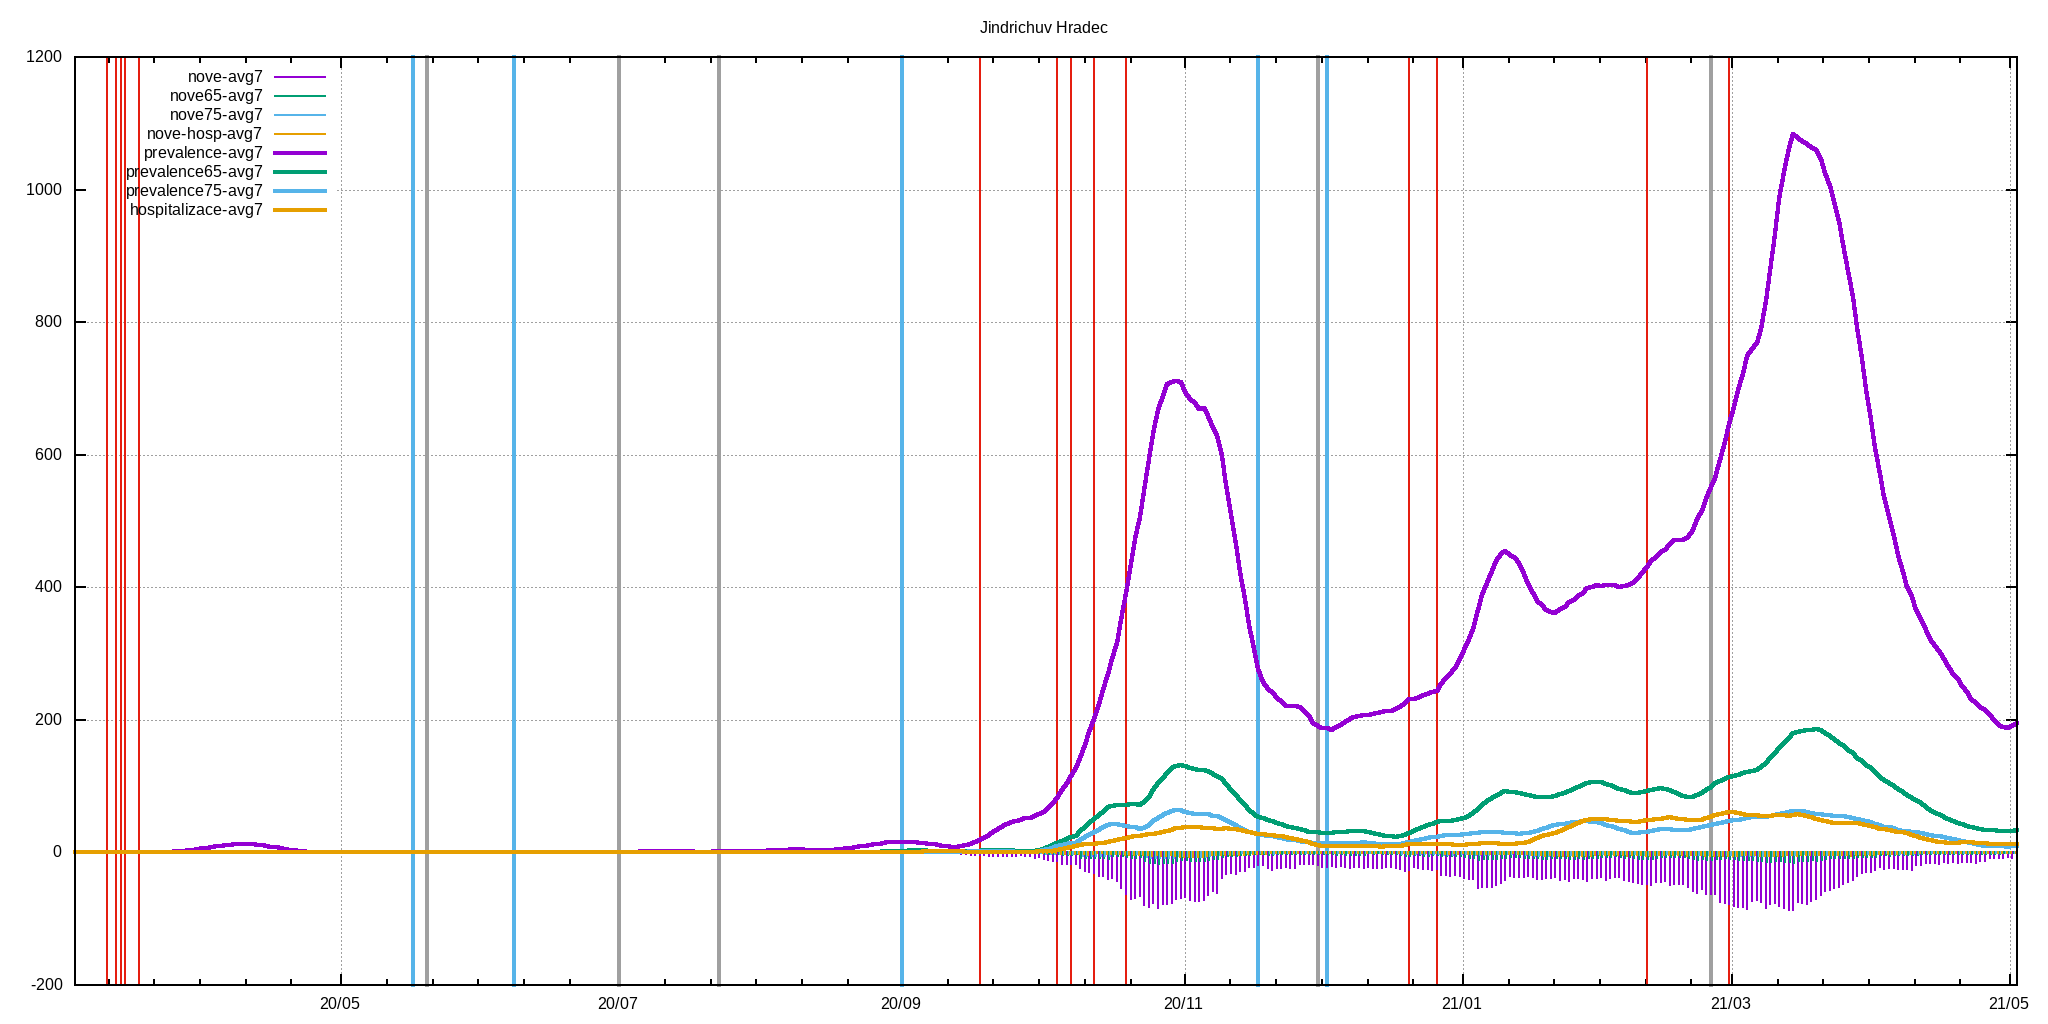 Jindrichuv Hradec
1200
1000
800
600
400
200
0
-200
nove-avg7
nove65-avg7
nove75-avg7
nove-hosp-avg7
prevalence-avg7
prevalence65-avg7
prevalence75-avg7
hospitalizace-avg7
20/05
20/07
20/09
20/11
21/01
21/03
21/05